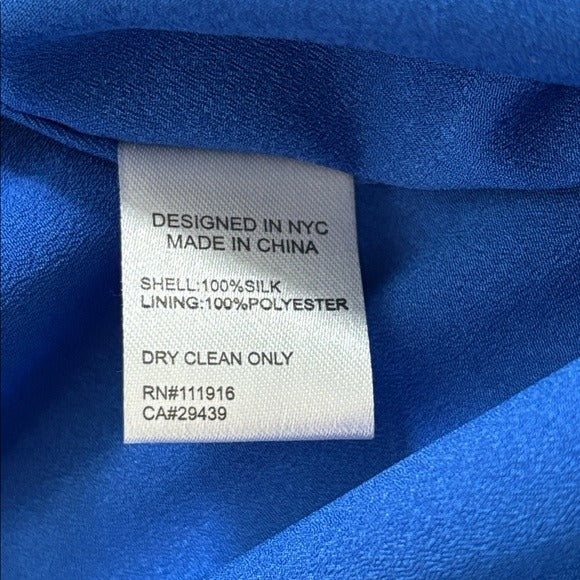 DESIGNED IN NYC
MADE IN CHINA
SHELL:100%SILK
LINING:100%POLYESTER
DRY CLEAN ONLY
RN#111916
CA#29439